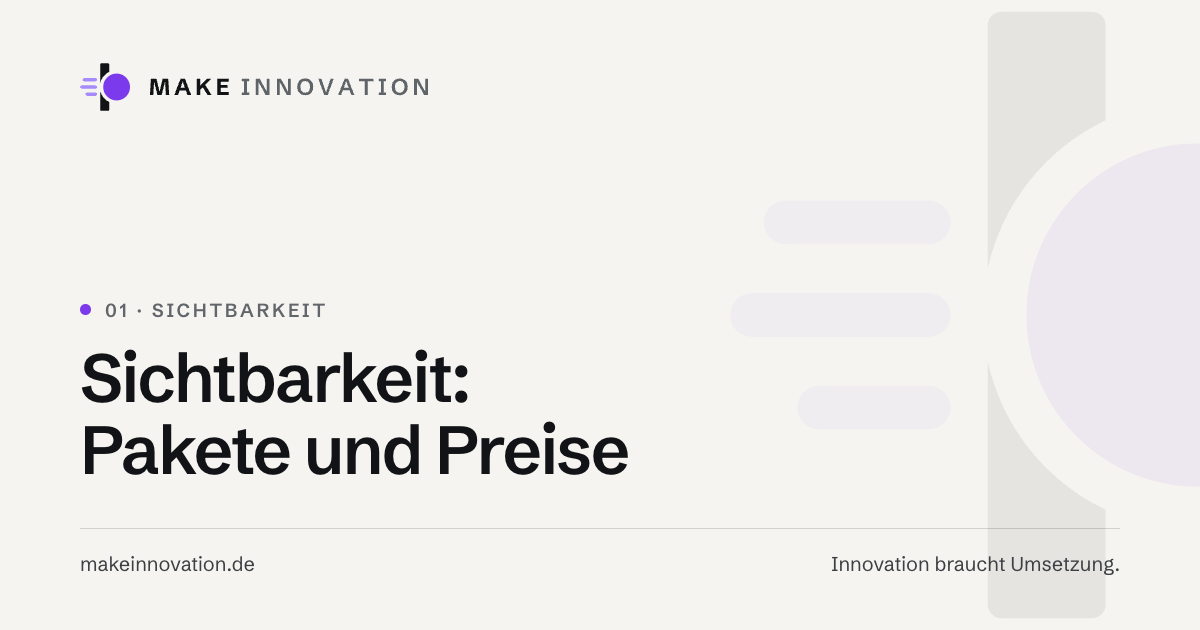 MAKE INNOVATION
01 · SICHTBARKEIT
Sichtbarkeit:
Pakete und Preise
makeinnovation.de
Innovation braucht Umsetzung.